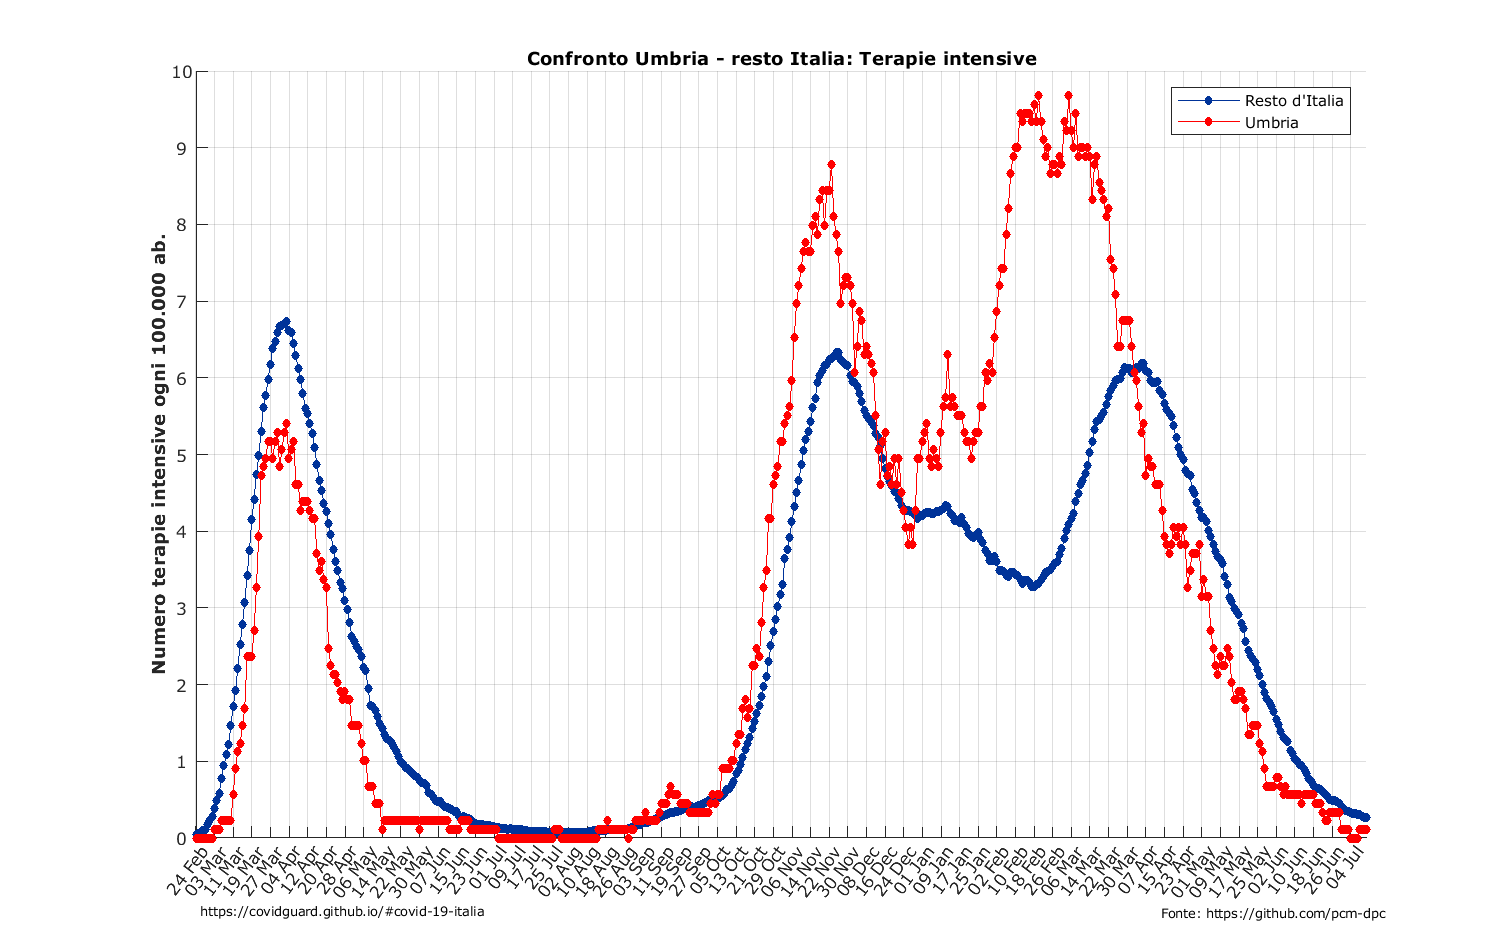 Confronto Umbria - resto Italia: Terapie intensive
Numero terapie intensive ogni 100.000 ab.
10
9
8
7
6
5
4
3
2
1
0
Resto d'Italia
Umbria
24 Feb
03 Mar
11 Mar
19 Mar
27 Mar
04 Apr
12 Apr
20 Apr
28 Apr
06 May
14 May
22 May
30 May
07 Jun
15 Jun
23 Jun
01 Jul
09 Jul
17 Jul
25 Jul
02 Aug
10 Aug
18 Aug
26 Aug
03 Sep
11 Sep
19 Sep
27 Sep
05 Oct
13 Oct
21 Oct
29 Oct
06 Nov
14 Nov
22 Nov
30 Nov
08 Dec
16 Dec
24 Dec
01 Jan
09 Jan
17 Jan
25 Jan
02 Feb
10 Feb
18 Feb
26 Feb
06 Mar
14 Mar
22 Mar
30 Mar
07 Apr
15 Apr
23 Apr
01 May
09 May
17 May
25 May
02 Jun
10 Jun
18 Jun
26 Jun
04 Jul
https://covidguard.github.io/#covid-19-italia
Fonte: https://github.com/pcm-dpc